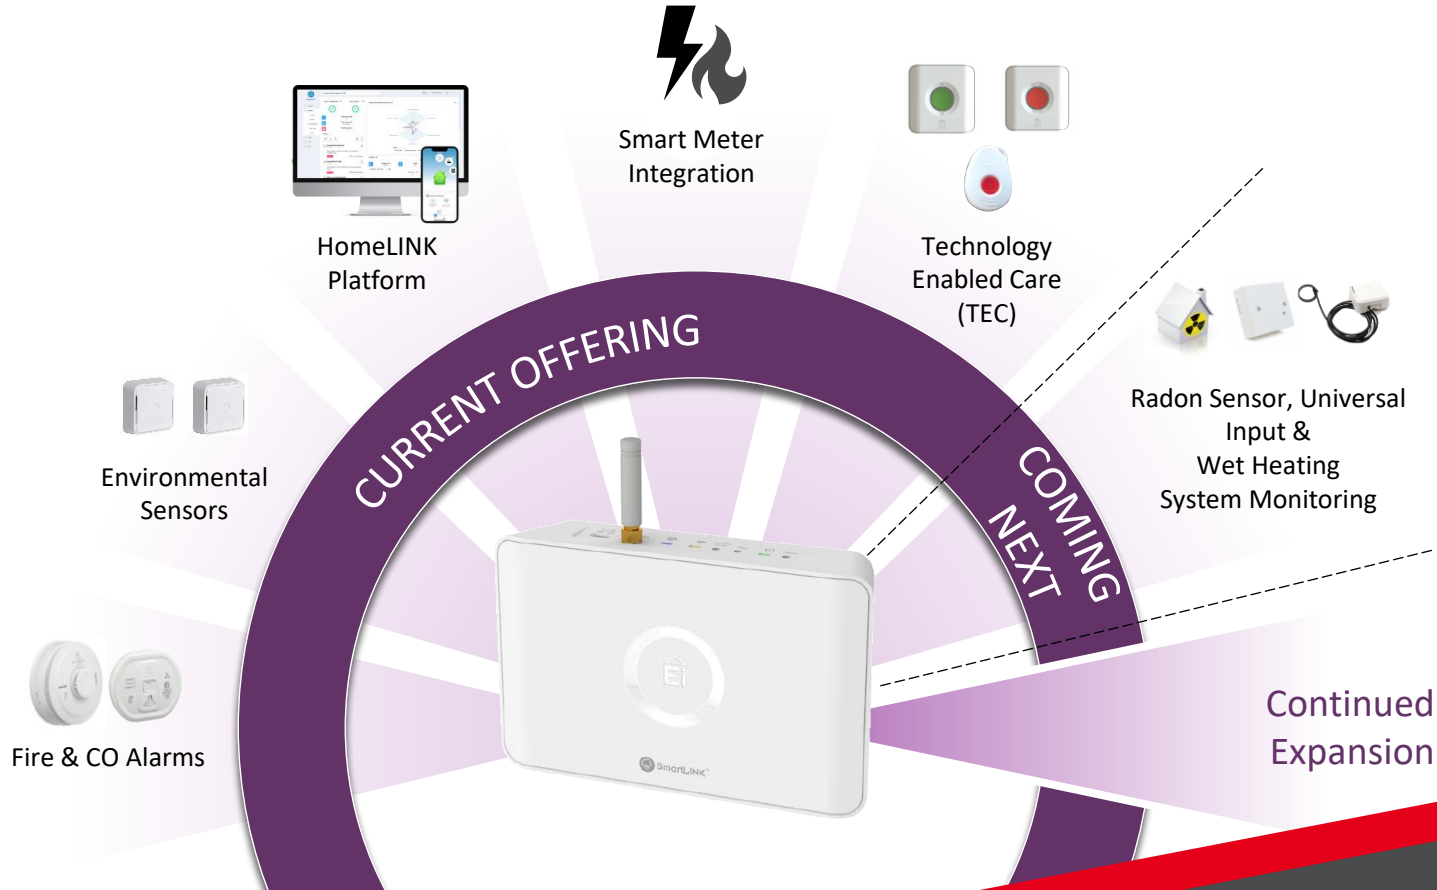 Smart Meter
Integration
HomeLINK
Platform
Technology
Enabled Care
(TEC)
CURRENT OFFERING
COMING
NEXT
Radon Sensor, Universal
Input &
Wet Heating
System Monitoring
Environmental
Sensors
Fire & CO Alarms
Ei
SmartLINK
Continued
Expansion